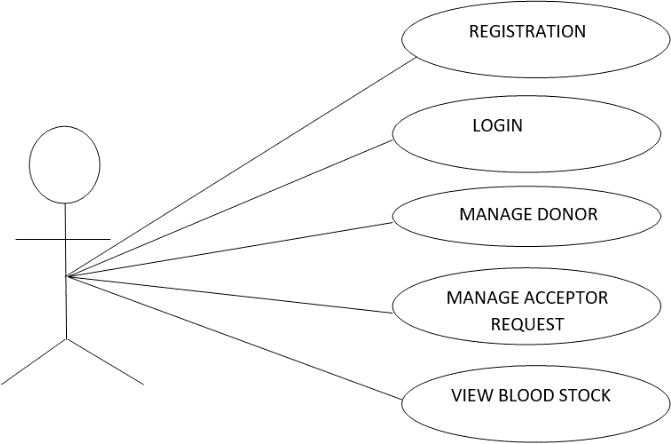 REGISTRATION
LOGIN
MANAGE DONOR
MANAGE ACCEPTOR
REQUEST
VIEW BLOOD STOCK